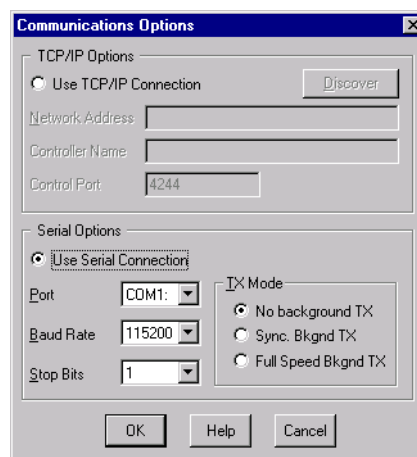 Communications Options
TCP/IP Options
Use TCP/IP Connection
Discover
Network Address
Controller Name
Control Port
4244
Serial Options
Use Serial Connection
Port
COM1:
Baud Rate
115200
Stop Bits
1
TX Mode
No background TX
Sync. Bkgnd TX
Full Speed Bkgnd TX
OK
Help
Cancel